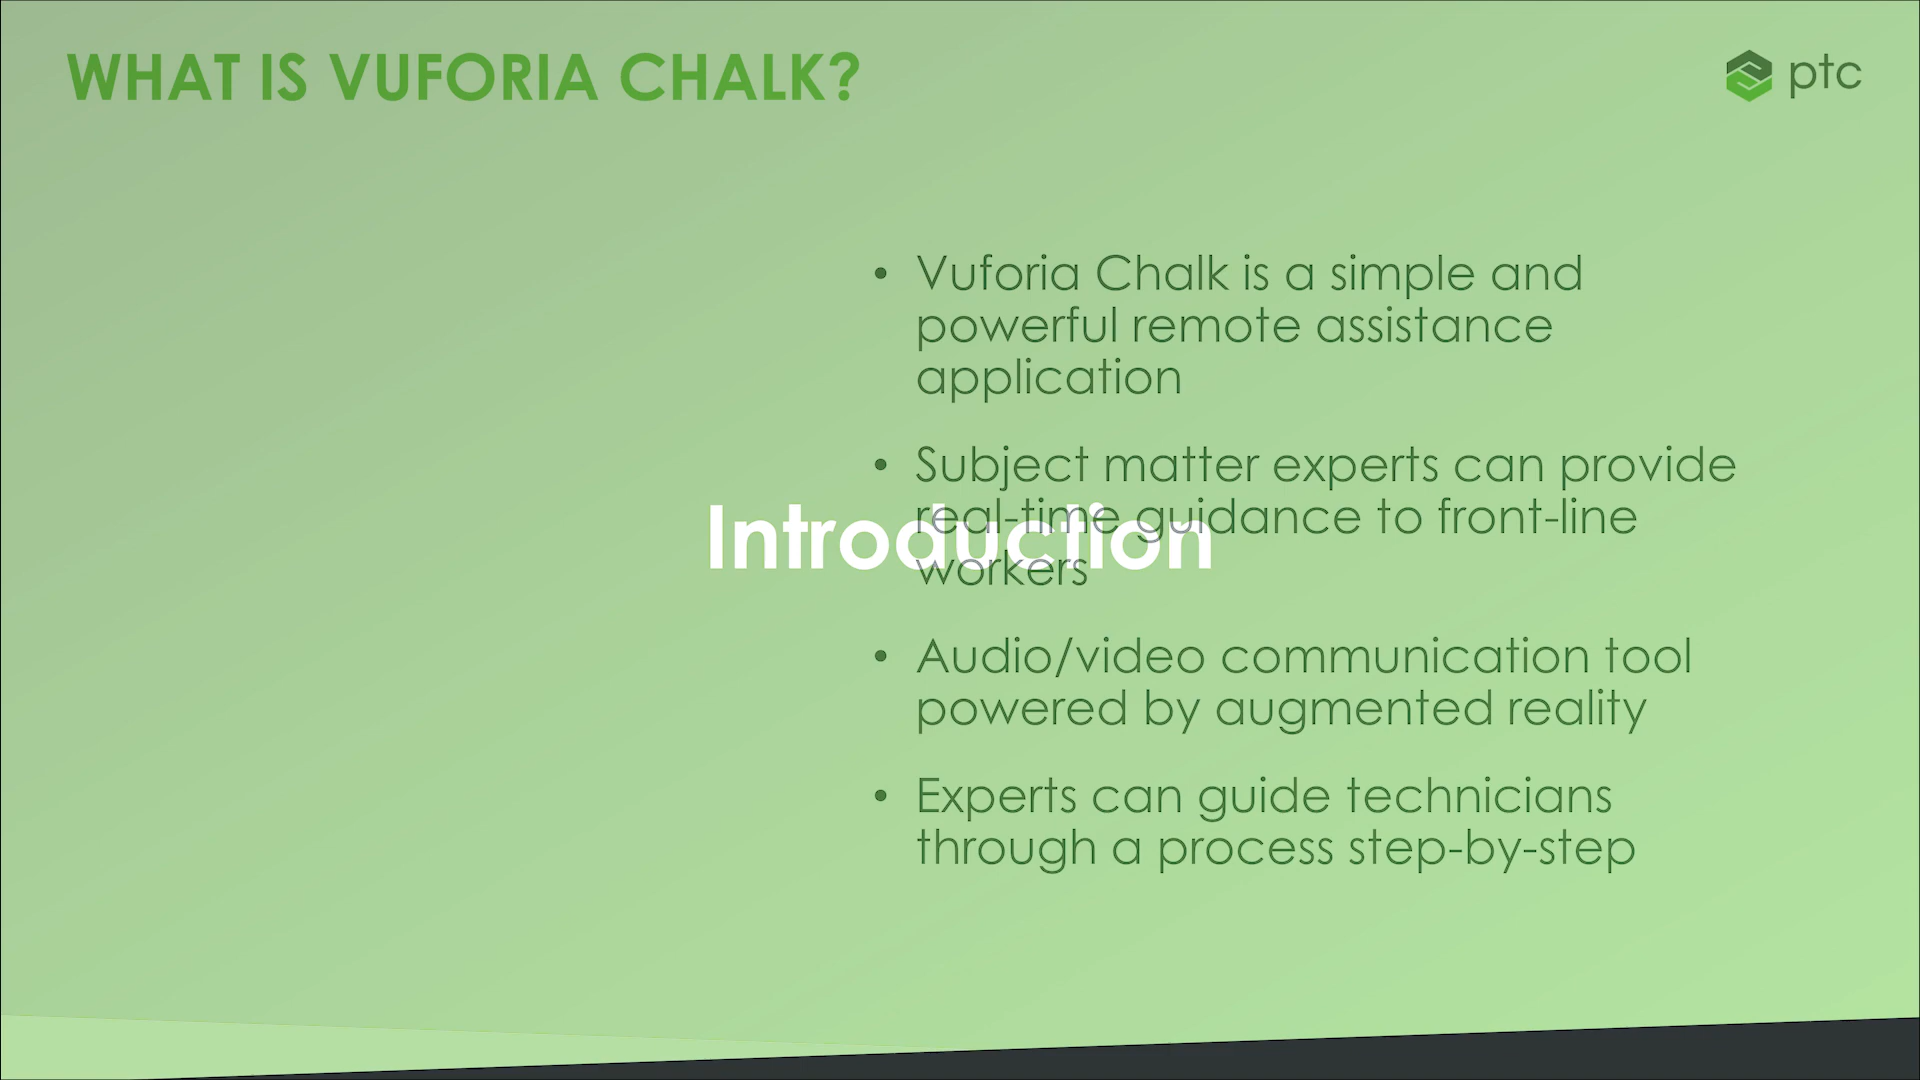 WHAT IS VUFORIA CHALK?
ptc
• Vuforia Chalk is a simple and
powerful remote assistance
application
• Subject matter experts can provide
real-time guidance to front-line
workers
Introduction
• Audio/video communication tool
powered by augmented reality
• Experts can guide technicians
through a process step-by-step